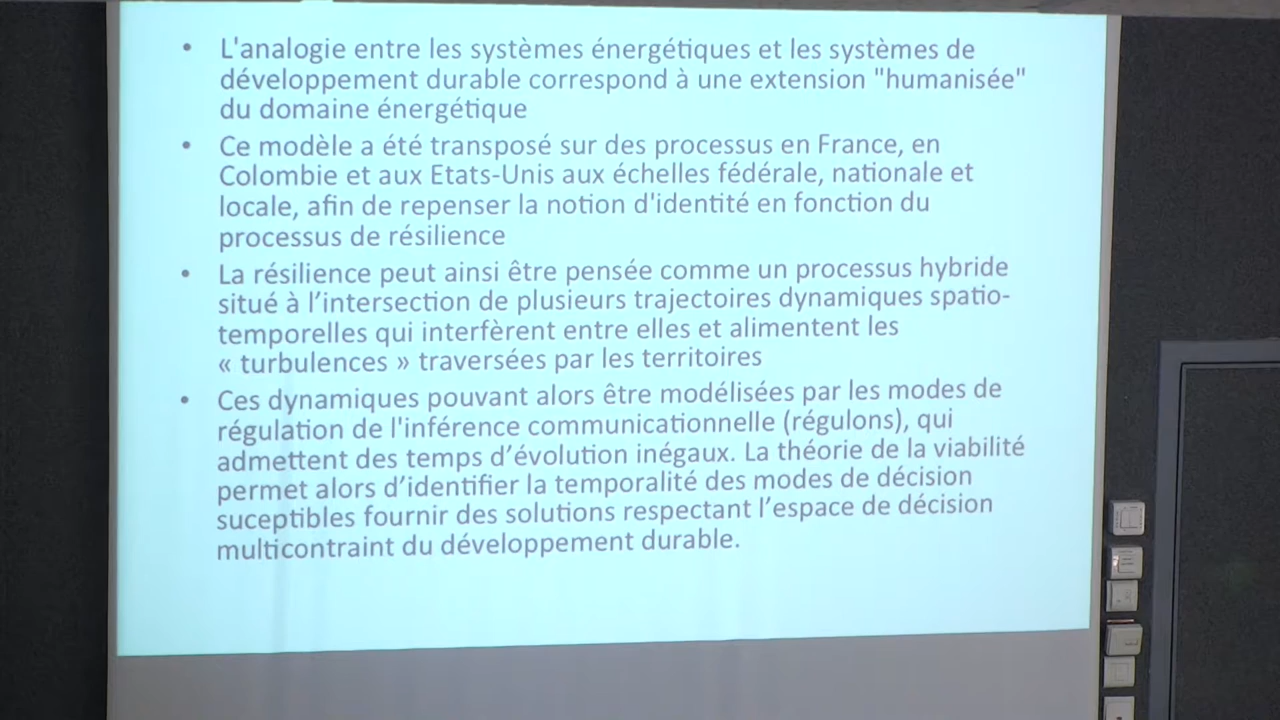 • L'analogie entre les systèmes énergétiques et les systèmes de
développement durable correspond à une extension "humanisée"
du domaine énergétique
• Ce modèle a été transposé sur des processus en France, en
Colombie et aux Etats-Unis aux échelles fédérale, nationale et
locale, afin de repenser la notion d'identité en fonction du
processus de résilience
• La résilience peut ainsi être pensée comme un processus hybride
situé à l’intersection de plusieurs trajectoires dynamiques spatio-
temporelles qui interfèrent entre elles et alimentent les
« turbulences » traversées par les territoires
• Ces dynamiques pouvant alors être modélisées par les modes de
régulation de l'inférence communicationnelle (régulons), qui
admettent des temps d’évolution inégaux. La théorie de la viabilité
permet alors d’identifier la temporalité des modes de décision
suceptibles fournir des solutions respectant l’espace de décision
multicontraint du développement durable.